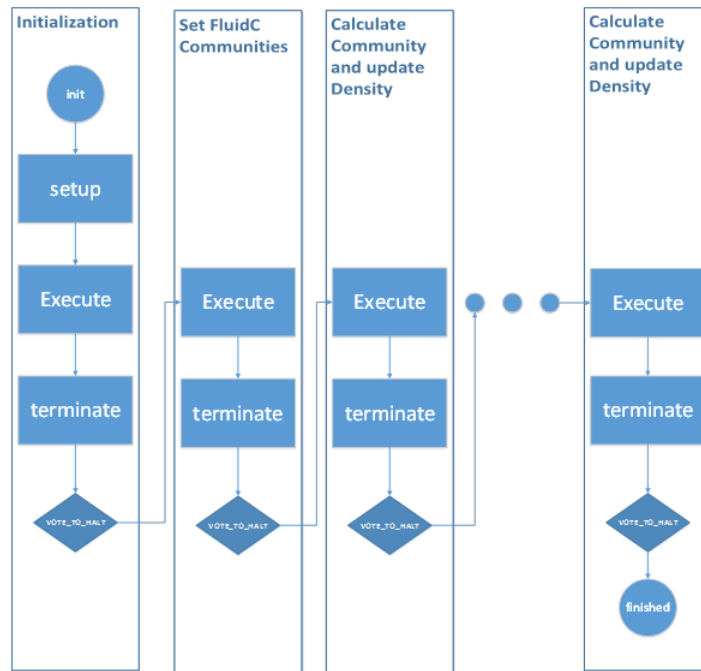 Initialization
init
setup
Execute
terminate
VOTE_TO_HALT
Set FluidC
Communities
Execute
terminate
VOTE_TO_HALT
Calculate
Community
and update
Density
Execute
terminate
VOTE_TO_HALT
Calculate
Community
and update
Density
Execute
terminate
VOTE_TO_HALT
finished